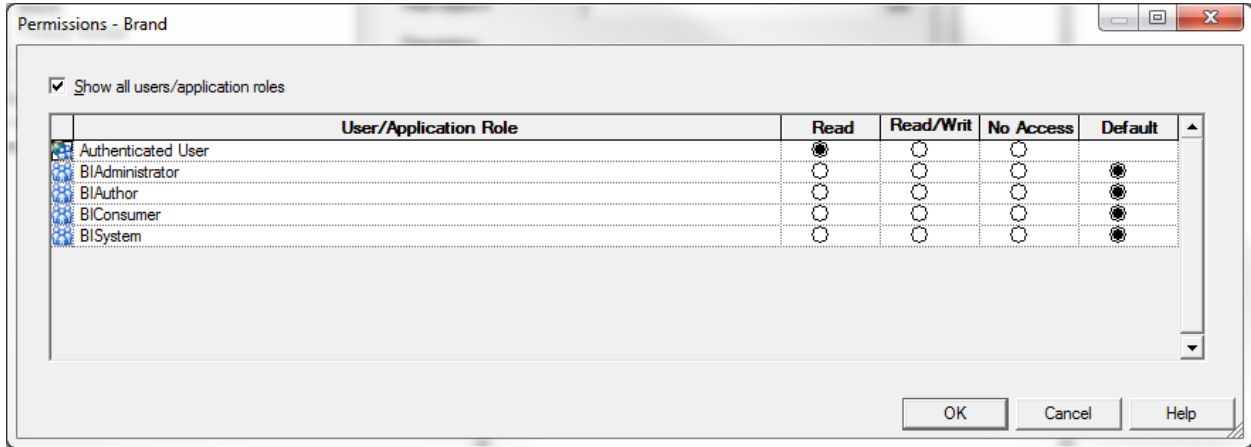 Permissions - Brand
Show all users/application roles
User/Application Role Read Read/Writ No Access Default
Authenticated User
BIAdministrator
BIAuthor
BIConsumer
BISystem
OK Cancel Help